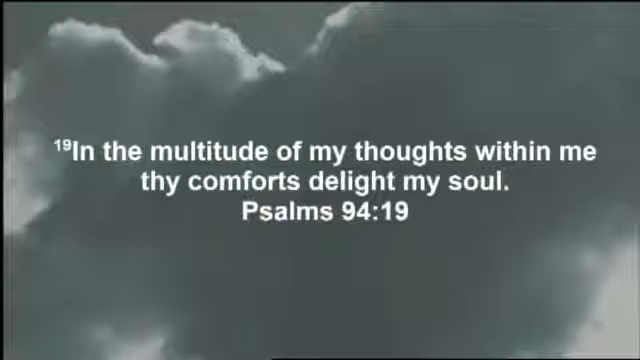 ¹⁹In the multitude of my thoughts within me
thy comforts delight my soul.
Psalms 94:19